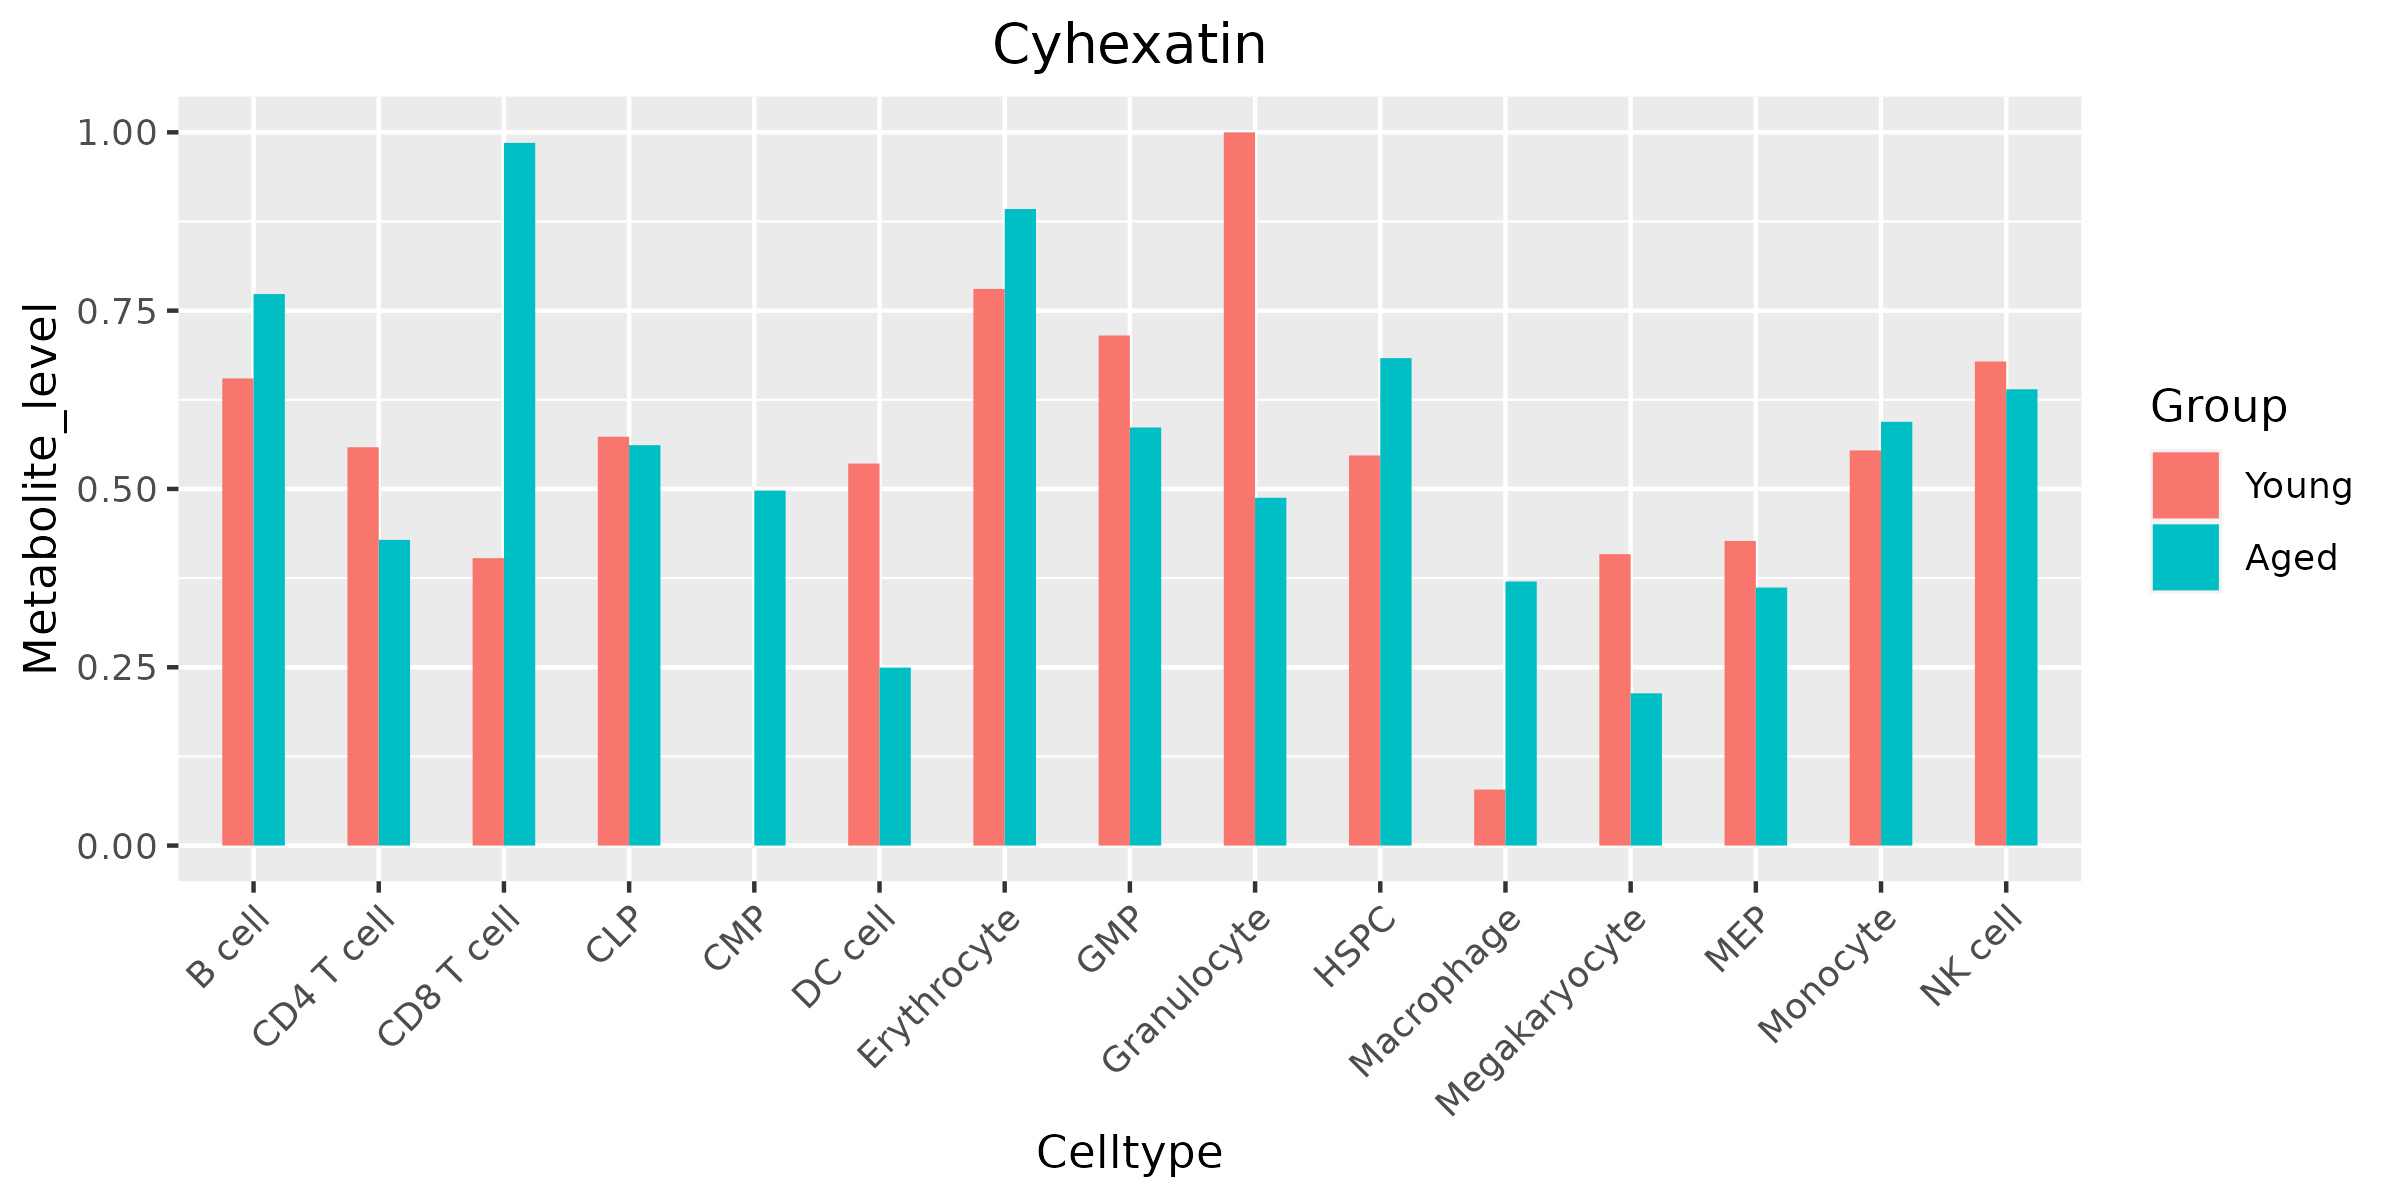 Cyhexatin
Metabolite_level
1.00
0.75
0.50
0.25
0.00
B cell
CD4 T cell
CD8 T cell
CLP
CMP
DC cell
Erythrocyte
GMP
Granulocyte
HSPC
Macrophage
Megakaryocyte
MEP
Monocyte
NK cell
Celltype
Group
Young
Aged